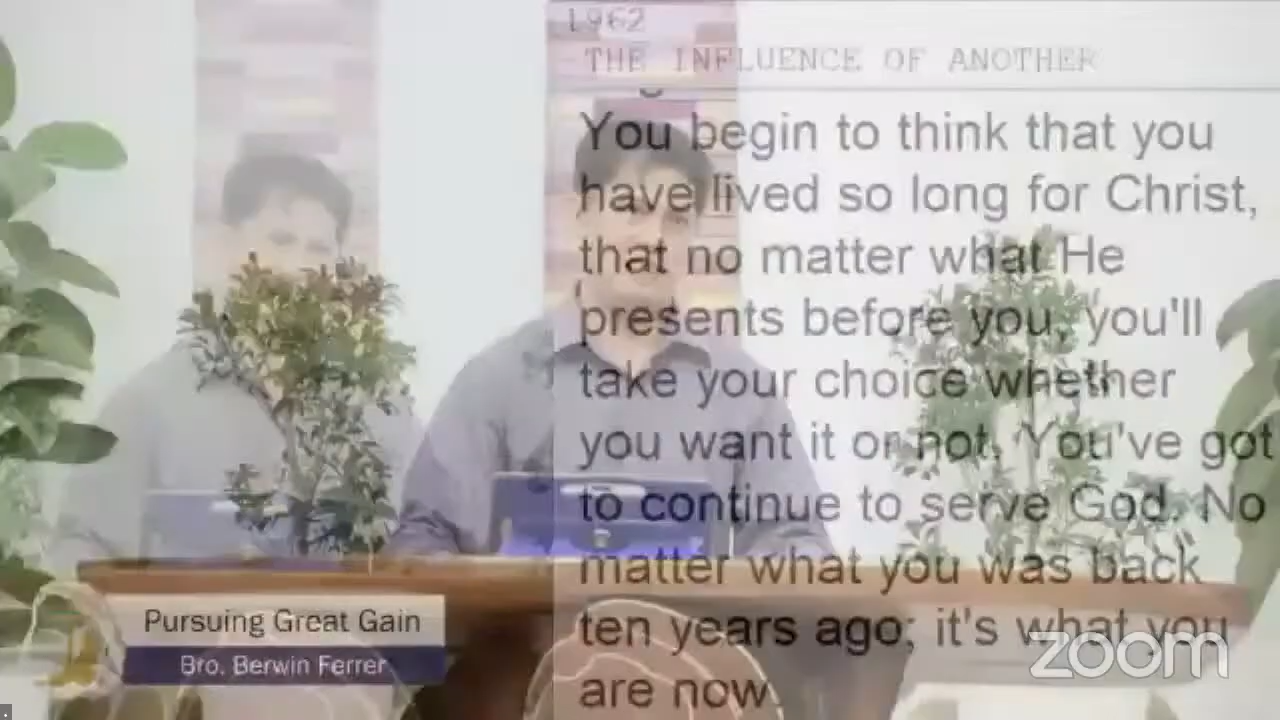 1962
THE INFLUENCE OF ANOTHER
You begin to think that you
have lived so long for Christ,
that no matter what He
presents before you, you'll
take your choice whether
you want it or not. You've got
to continue to serve God. No
matter what you was back
ten years ago; it's what you
are now.
Pursuing Great Gain
Bro. Berwin Ferrer
zoom